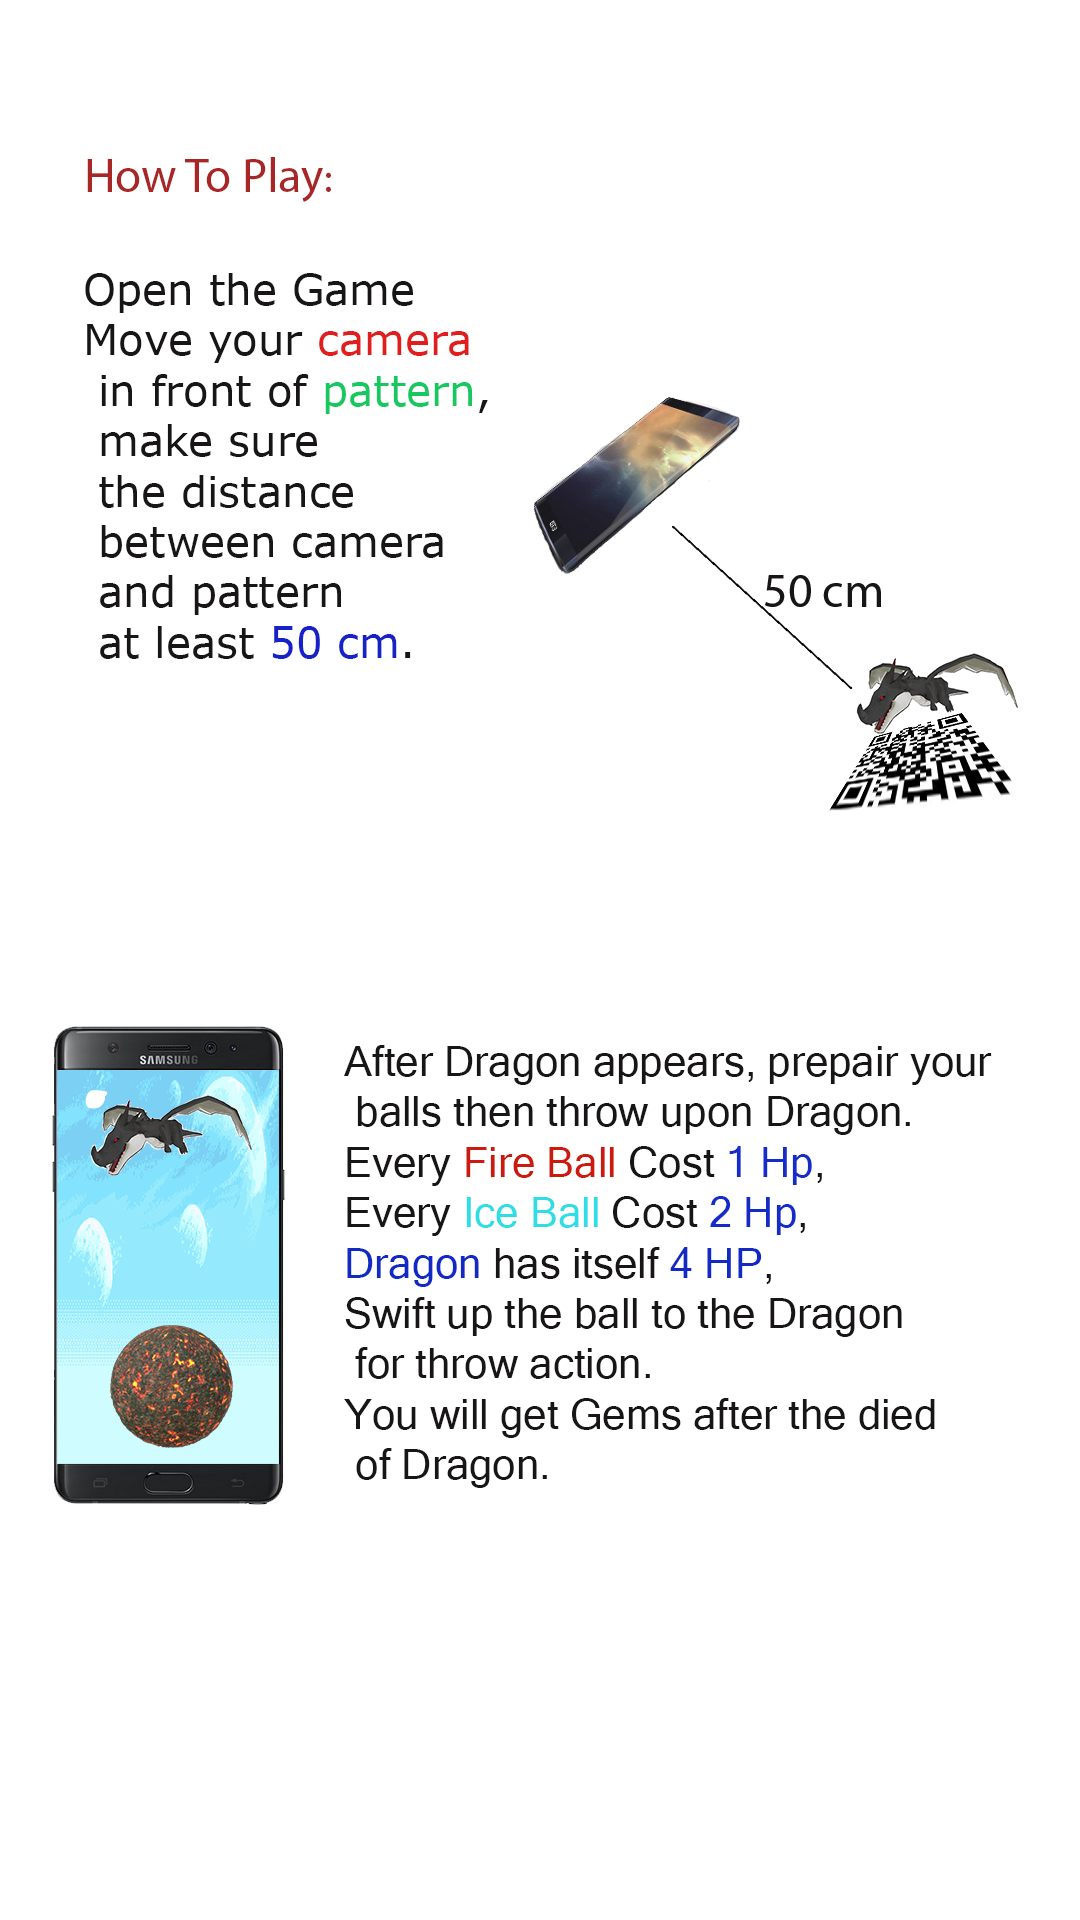 How To Play:
Open the Game
Move your camera
in front of pattern,
make sure
the distance
between camera
and pattern
at least 50 cm.
50 cm
SAMSUNG
After Dragon appears, prepair your
balls then throw upon Dragon.
Every Fire Ball Cost 1 Hp,
Every Ice Ball Cost 2 Hp,
Dragon has itself 4 HP,
Swift up the ball to the Dragon
for throw action.
You will get Gems after the died
of Dragon.